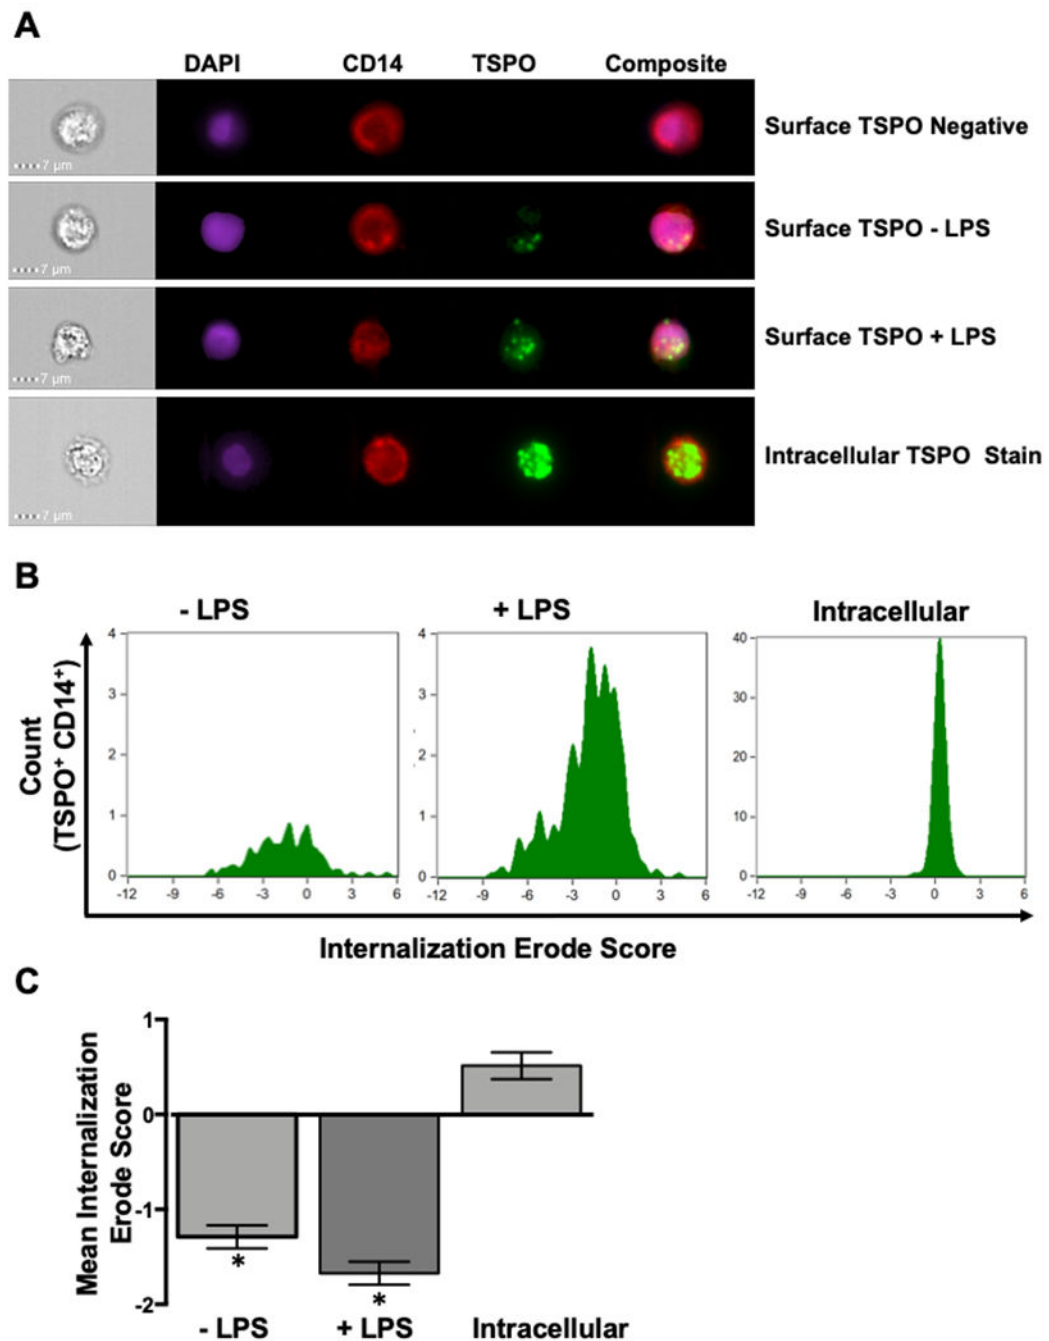 A
DAPI CD14 TSPO Composite
7 µm
Surface TSPO Negative
7 µm
Surface TSPO - LPS
7 µm
Surface TSPO + LPS
7 µm
Intracellular TSPO Stain
B
- LPS + LPS Intracellular
Count
(TSPO⁺ CD14⁺)
4
3
2
1
0
-12 -9 -6 -3 0 3 6
4
3
2
1
0
-12 -9 -6 -3 0 3 6
40
30
20
10
0
-12 -9 -6 -3 0 3 6
Internalization Erode Score
C
Mean Internalization
Erode Score
1
0
-1
-2
*
*
- LPS + LPS Intracellular